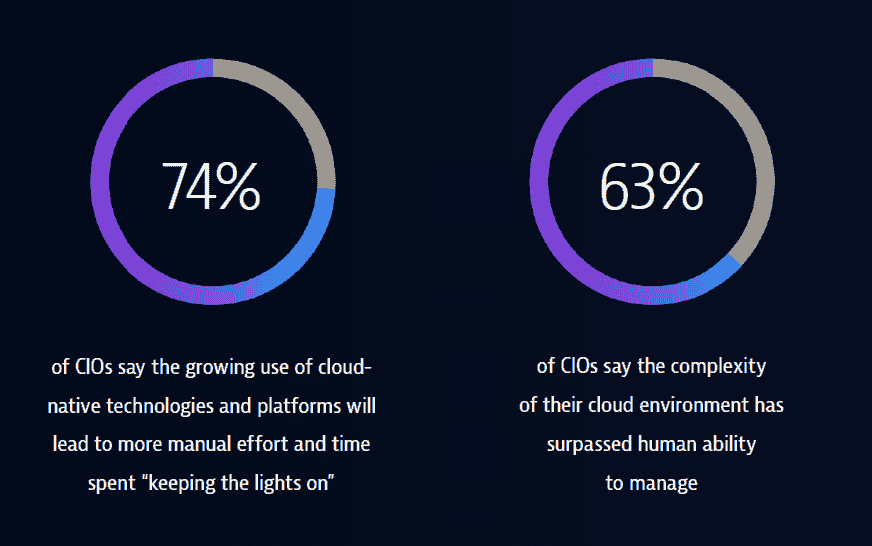 74%
of CIOs say the growing use of cloud-
native technologies and platforms will
lead to more manual effort and time
spent “keeping the lights on”
63%
of CIOs say the complexity
of their cloud environment has
surpassed human ability
to manage